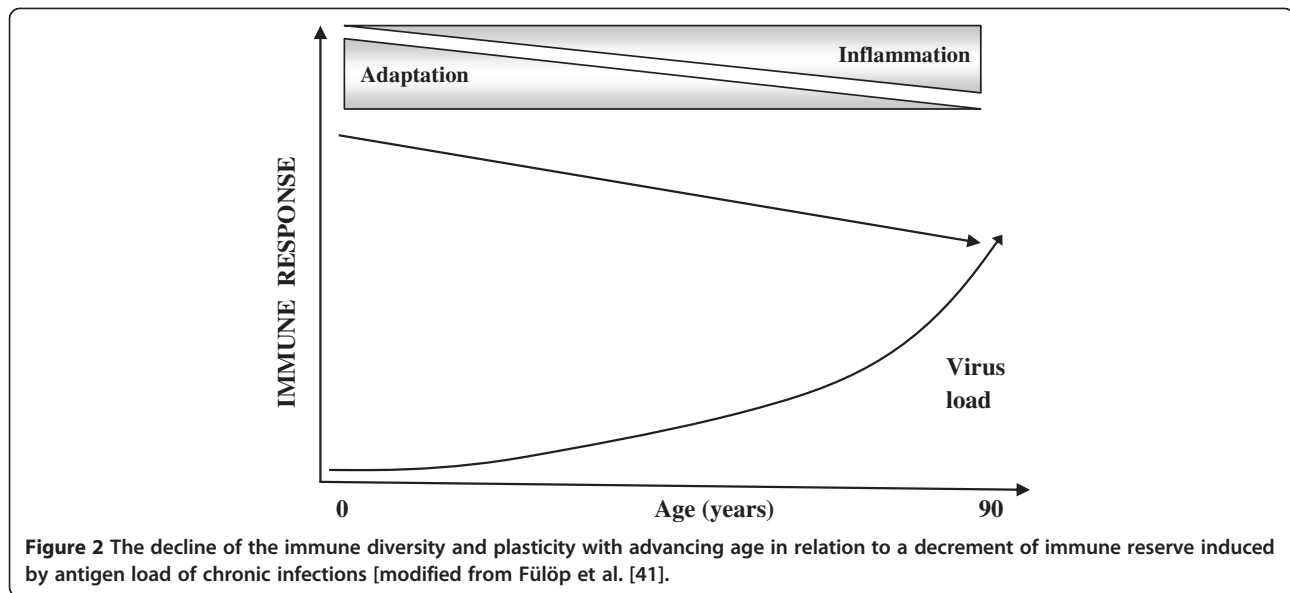 Inflammation
Adaptation
IMMUNE RESPONSE
Virus
load
0 Age (years) 90
Figure 2 The decline of the immune diversity and plasticity with advancing age in relation to a decrement of immune reserve induced
by antigen load of chronic infections [modified from Fülöp et al. [41].